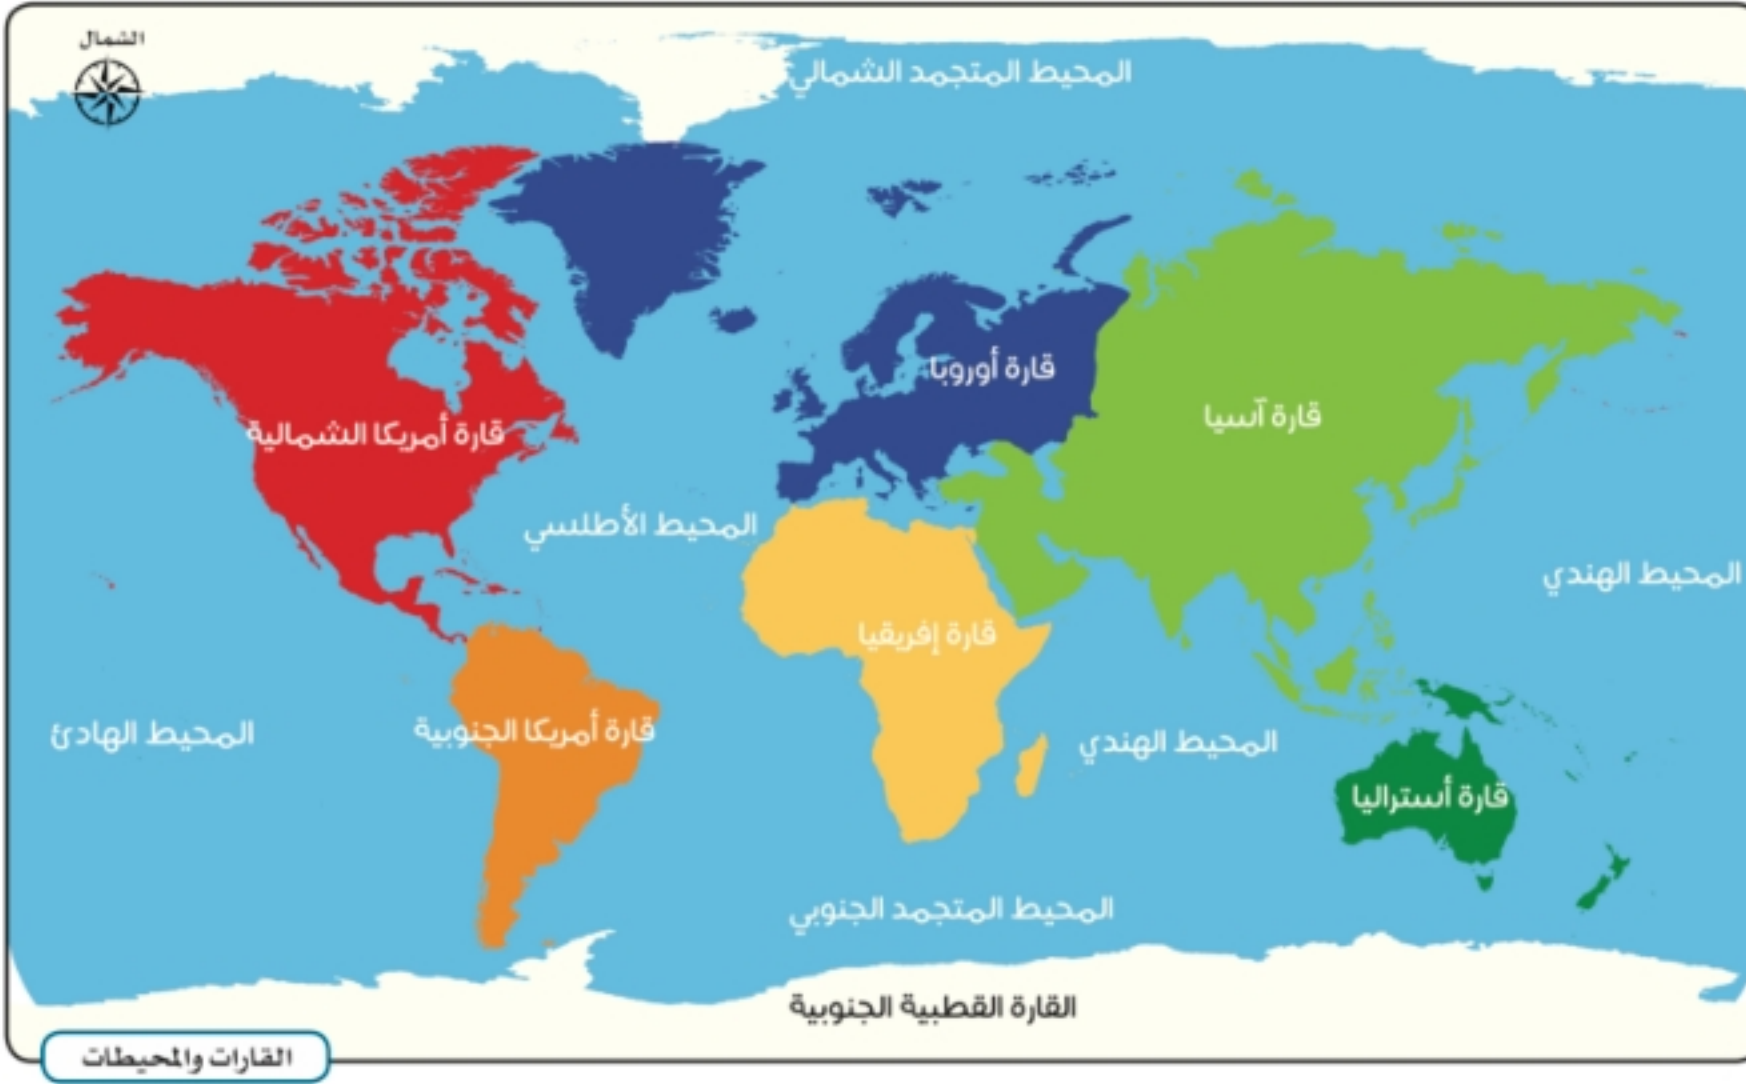 الشمال
المحيط المتجمد الشمالي
قارة أوروبا
قارة آسيا
قارة أمريكا الشمالية
المحيط الأطلسي
المحيط الهندي
قارة إفريقيا
قارة أمريكا الجنوبية
المحيط الهادئ
المحيط الهندي
قارة أستراليا
المحيط المتجمد الجنوبي
القارة القطبية الجنوبية
القارات والمحيطات